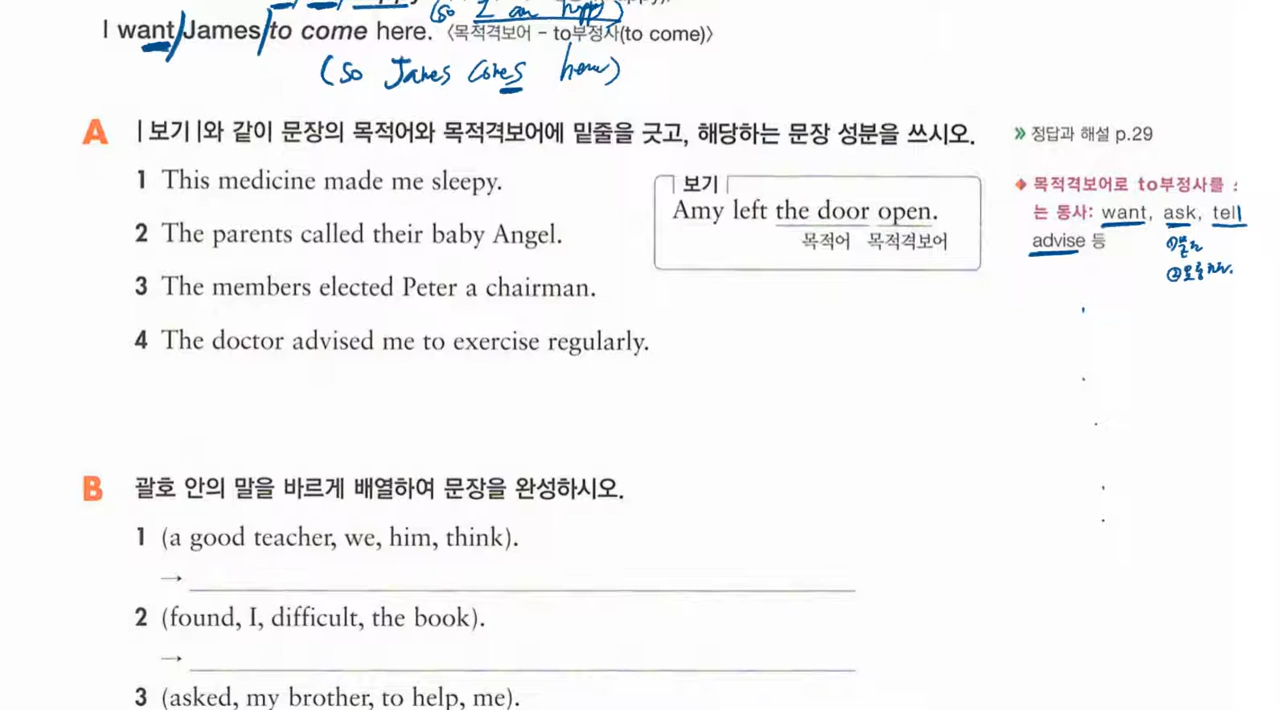 (so I am happy)
I want James to come here. 〈목적격보어 – to부정사(to come)〉
(so James comes here)
A | 보기 |와 같이 문장의 목적어와 목적격보어에 밑줄을 긋고, 해당하는 문장 성분을 쓰시오.
» 정답과 해설 p.29
1 This medicine made me sleepy.
2 The parents called their baby Angel.
3 The members elected Peter a chairman.
4 The doctor advised me to exercise regularly.
보기
Amy left the door open.
목적어 목적격보어
목적격보어로 to부정사를
는 동사: want, ask, tell
advise 등
B 괄호 안의 말을 바르게 배열하여 문장을 완성하시오.
1 (a good teacher, we, him, think).
→
2 (found, I, difficult, the book).
→
3 (asked, my brother, to help, me).